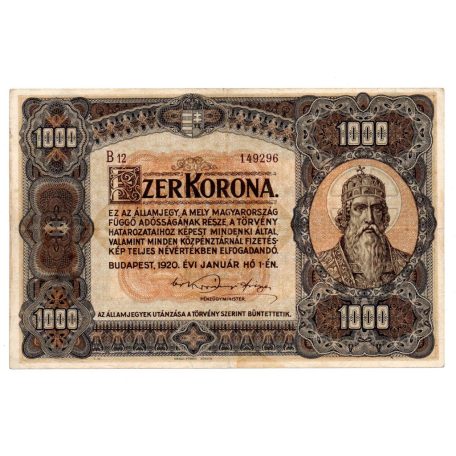 1000
1000
B 12 149296
EZER KORONA.
EZ AZ ÁLLAMJEGY, A MELY MAGYARORSZÁG
FÜGGŐ ADÓSSÁGÁNAK RÉSZE, A TÖRVÉNY
HATÁROZATAIHOZ KÉPEST MINDENKI ÁLTAL,
VALAMINT MINDEN KÖZPÉNZTÁRNÁL FIZETÉS-
KÉP TELJES NÉVÉRTÉKBEN ELFOGADANDÓ.
BUDAPEST, 1920. ÉVI JANUÁR HÓ 1-ÉN.
PÉNZÜGYMINISTER.
1000
1000
AZ ÁLLAMJEGYEK UTÁNZÁSA A TÖRVÉNY SZERINT BÜNTETTETIK.